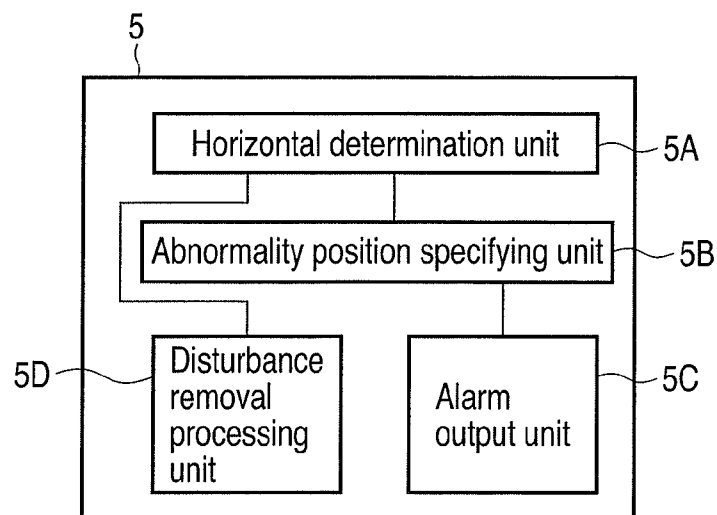 5
Horizontal determination unit
5A
Abnormality position specifying unit
5B
5D
Disturbance
removal
processing
unit
Alarm
output unit
5C